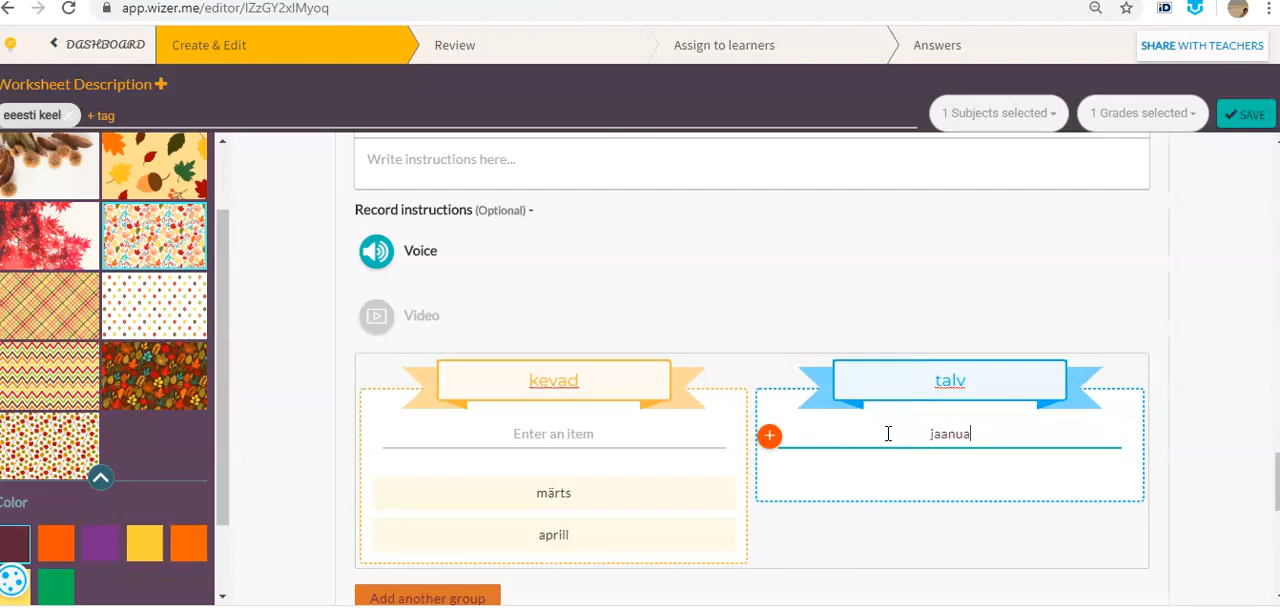 app.wizer.me/editor/IZzGY2xIMyoq
iD
DASHBOARD
Create & Edit
Review
Assign to learners
Answers
SHARE WITH TEACHERS
Worksheet Description
eeesti keel
+ tag
1 Subjects selected
1 Grades selected
SAVE
Write instructions here...
Record instructions (Optional) -
Voice
Video
kevad
talv
Enter an item
jaanua
märts
aprill
Color
Add another group